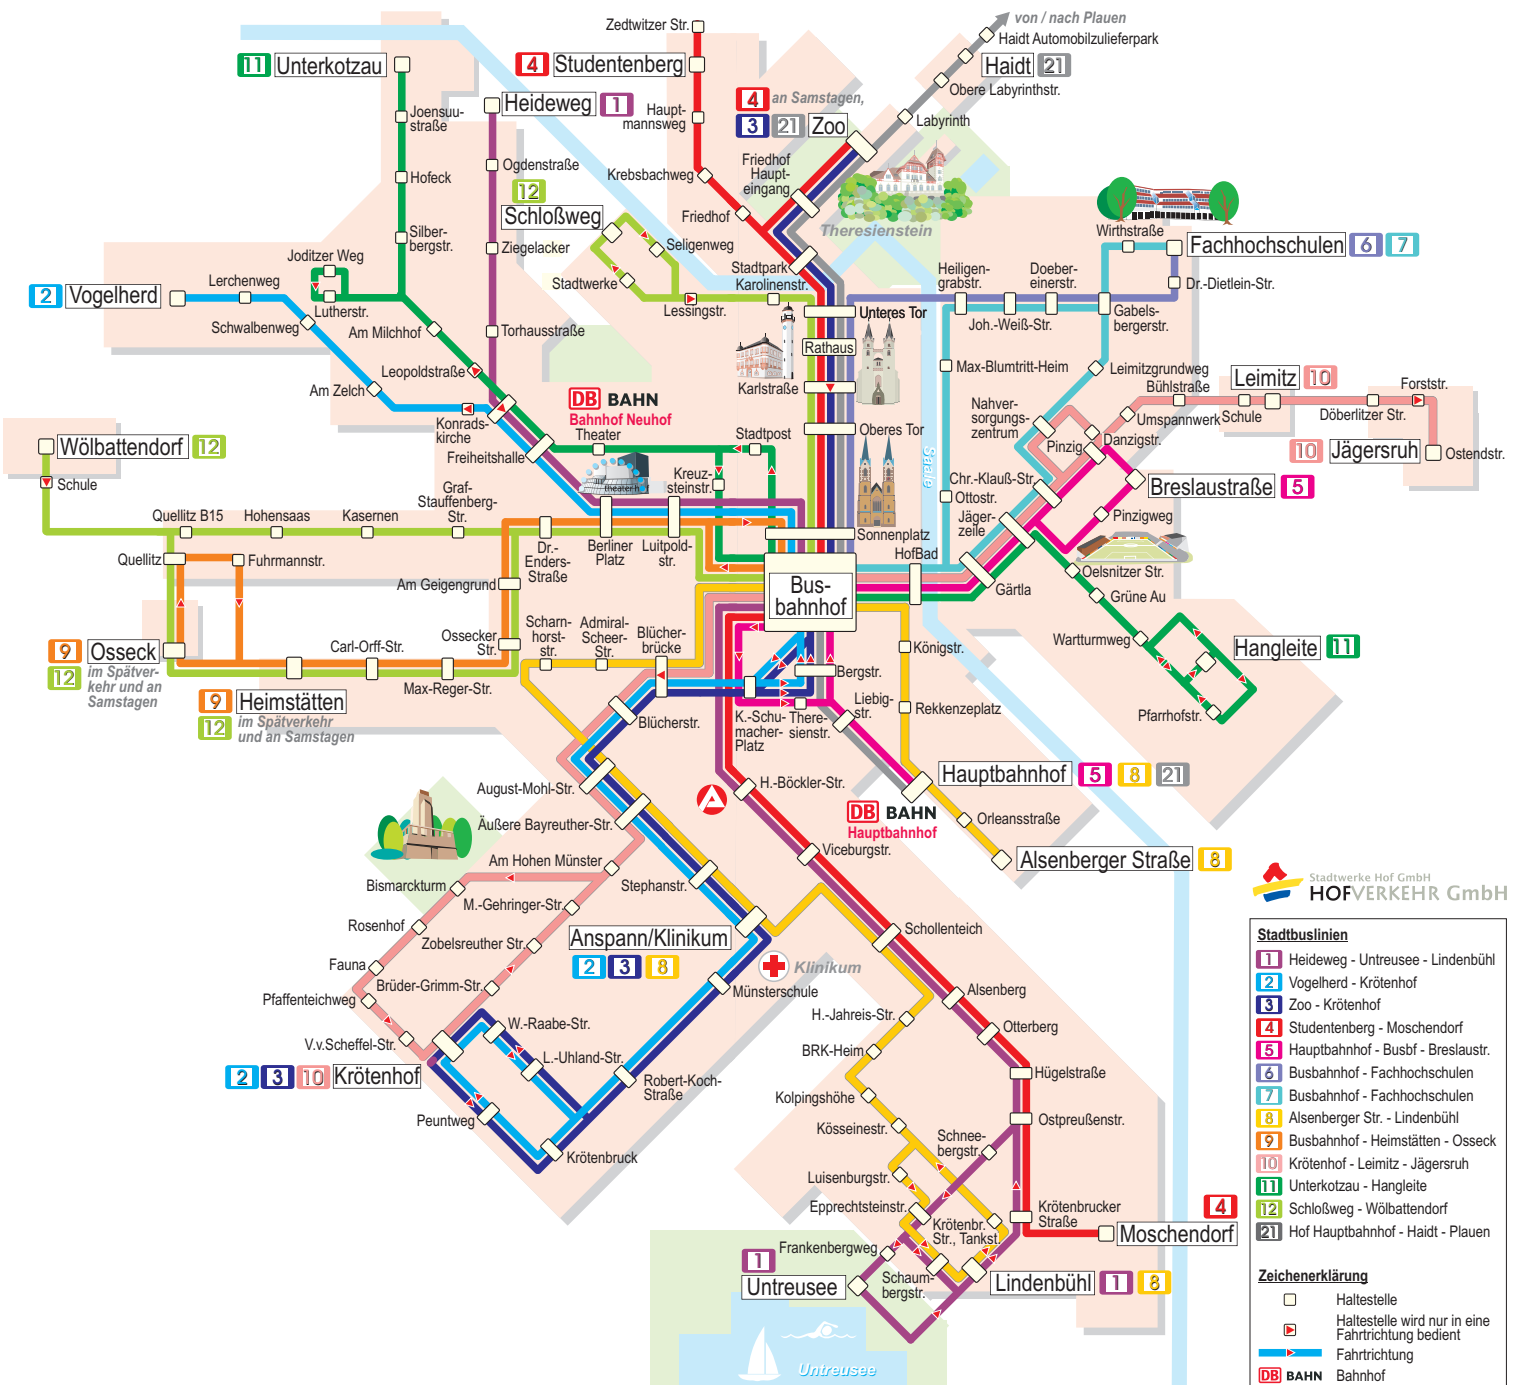 von / nach Plauen
Haidt Automobilzulieferpark
Haidt 21
Obere Labyrinthstr.
Labyrinth
Zedtwitzer Str.
4 Studentenberg
Haupt-
mannsweg
Krebsbachweg
Friedhof
4 an Samstagen,
3 21 Zoo
Friedhof
Haupt-
eingang
Theresienstein
Stadtpark
Karolinenstr.
11 Unterkotzau
Joensuu-
straße
Hofeck
Silber-
bergstr.
Joditzer Weg
Lutherstr.
Am Milchhof
Leopoldstraße
Heideweg 1
Ogdenstraße
Ziegelacker
Torhausstraße
12
Schloßweg
Seligenweg
Stadtwerke
Lessingstr.
2 Vogelherd
Lerchenweg
Schwalbenweg
Am Zelch
Konrads-
kirche
Freiheitshalle
DB BAHN
Bahnhof Neuhof
Theater
Stadtpost
Kreuz-
steinstr.
theater hof
Unteres Tor
Rathaus
Karlstraße
Oberes Tor
Sonnenplatz
Saale
Wirthstraße
Fachhochschulen 6 7
Dr.-Dietlein-Str.
Heiligen-
grabstr.
Doeber-
einerstr.
Joh.-Weiß-Str.
Gabels-
bergerstr.
Max-Blumtritt-Heim
Leimitzgrundweg
Bühlstraße
Leimitz 10
Forststr.
Nahver-
sorgungs-
zentrum
Umspannwerk
Schule
Döberlitzer Str.
Danzigstr.
Pinzig
10 Jägersruh
Ostendstr.
Chr.-Klauß-Str.
Ottostr.
Jäger-
zeile
Breslaustraße 5
Pinzigweg
HofBad
Gärtla
Oelsnitzer Str.
Grüne Au
Wartturmweg
Hangleite 11
Pfarrhofstr.
Wölbattendorf 12
Schule
Quellitz B15
Hohensaas
Kasernen
Graf-
Stauffenberg-
Str.
Quellitz
Fuhrmannstr.
Am Geigengrund
Dr.-
Enders-
Straße
Berliner
Platz
Luitpold-
str.
Bus-
bahnhof
9 Osseck
12 im Spätver-
kehr und an
Samstagen
Carl-Orff-Str.
Ossecker
Str.
Max-Reger-Str.
9 Heimstätten
12 im Spätverkehr
und an Samstagen
Scharn-
horst-
str.
Admiral-
Scheer-
Str.
Blücher-
brücke
Blücherstr.
Bergstr.
Liebig-
str.
K.-Schu-
macher-
Platz
There-
sienstr.
Königstr.
Rekkenzeplatz
Hauptbahnhof 5 8 21
DB BAHN
Hauptbahnhof
Orleansstraße
Alsenberger Straße 8
August-Mohl-Str.
Äußere Bayreuther-Str.
Am Hohen Münster
Bismarckturm
M.-Gehringer-Str.
Stephanstr.
Rosenhof
Zobelsreuther Str.
Anspann/Klinikum
2 3 8
Klinikum
Fauna
Brüder-Grimm-Str.
Pfaffenteichweg
Münsterschule
V.v.Scheffel-Str.
W.-Raabe-Str.
L.-Uhland-Str.
2 3 10 Krötenhof
Robert-Koch-
Straße
Peuntweg
Krötenbruck
H.-Böckler-Str.
Viceburgstr.
Schollenteich
Alsenberg
Otterberg
H.-Jahreis-Str.
BRK-Heim
Hügelstraße
Kolpingshöhe
Ostpreußenstr.
Kösseinestr.
Schnee-
bergstr.
Luisenburgstr.
Epprechtsteinstr.
Krötenbr.
Str., Tankst.
Krötenbrucker
Straße
4
Moschendorf
Frankenbergweg
1
Untreusee
Schaum-
bergstr.
Lindenbühl 1 8
Untreusee
Stadtwerke Hof GmbH
HOFVERKEHR GmbH
Stadtbuslinien
1 Heideweg - Untreusee - Lindenbühl
2 Vogelherd - Krötenhof
3 Zoo - Krötenhof
4 Studentenberg - Moschendorf
5 Hauptbahnhof - Busbf - Breslaustr.
6 Busbahnhof - Fachhochschulen
7 Busbahnhof - Fachhochschulen
8 Alsenberger Str. - Lindenbühl
9 Busbahnhof - Heimstätten - Osseck
10 Krötenhof - Leimitz - Jägersruh
11 Unterkotzau - Hangleite
12 Schloßweg - Wölbattendorf
21 Hof Hauptbahnhof - Haidt - Plauen
Zeichenerklärung
Haltestelle
Haltestelle wird nur in eine
Fahrtrichtung bedient
Fahrtrichtung
DB BAHN Bahnhof